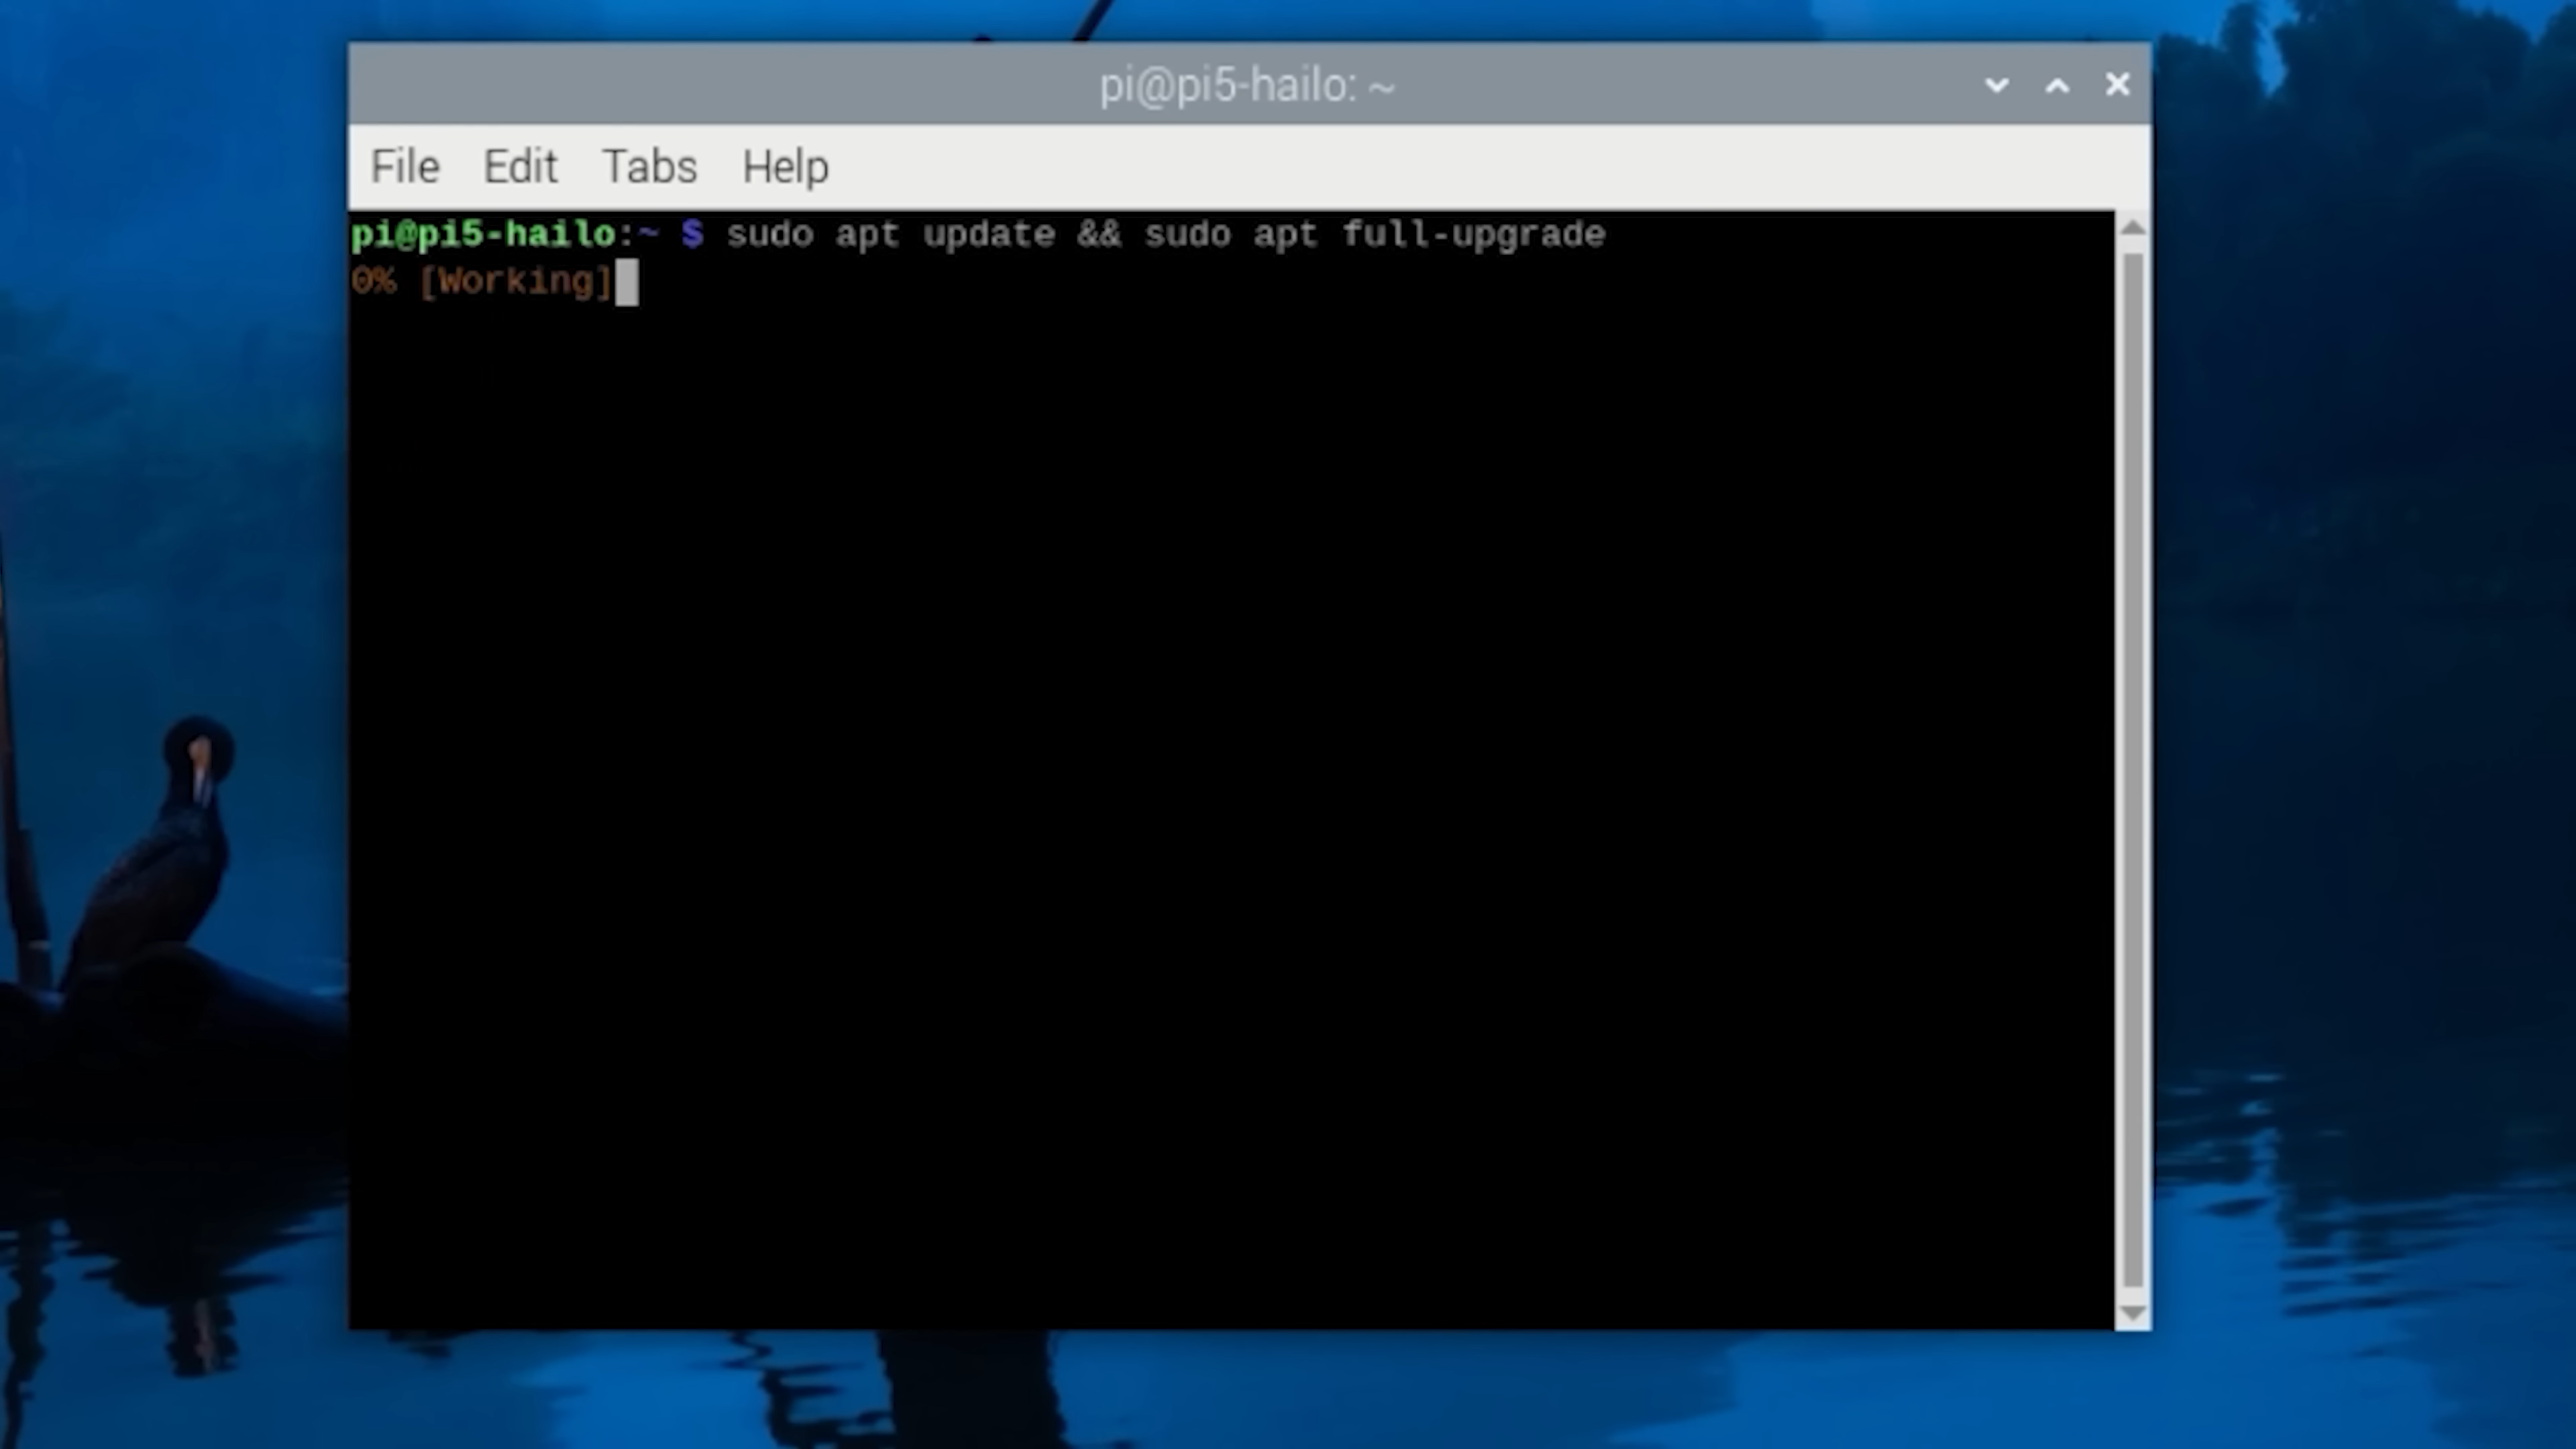 pi@pi5-hailo: ~
File Edit Tabs Help
pi@pi5-hailo:~ $ sudo apt update && sudo apt full-upgrade
0% [Working]